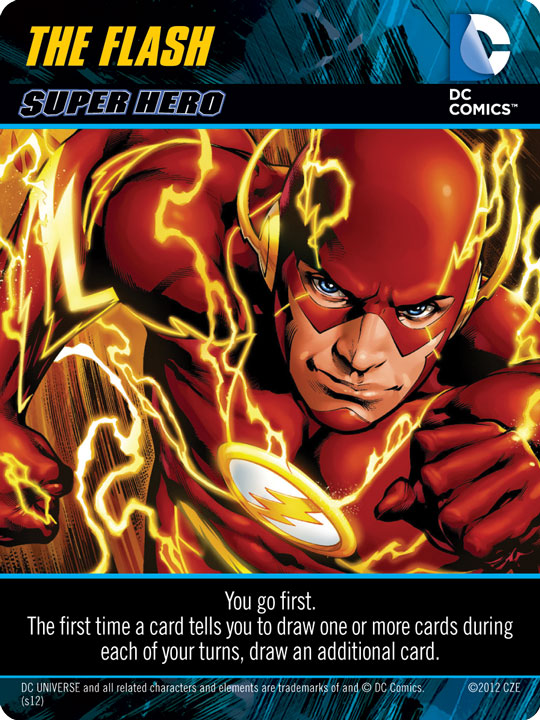 THE FLASH
SUPER HERO
DC
COMICS™
You go first.
The first time a card tells you to draw one or more cards during
each of your turns, draw an additional card.
DC UNIVERSE and all related characters and elements are trademarks of and © DC Comics.
(s12)
©2012 CZE